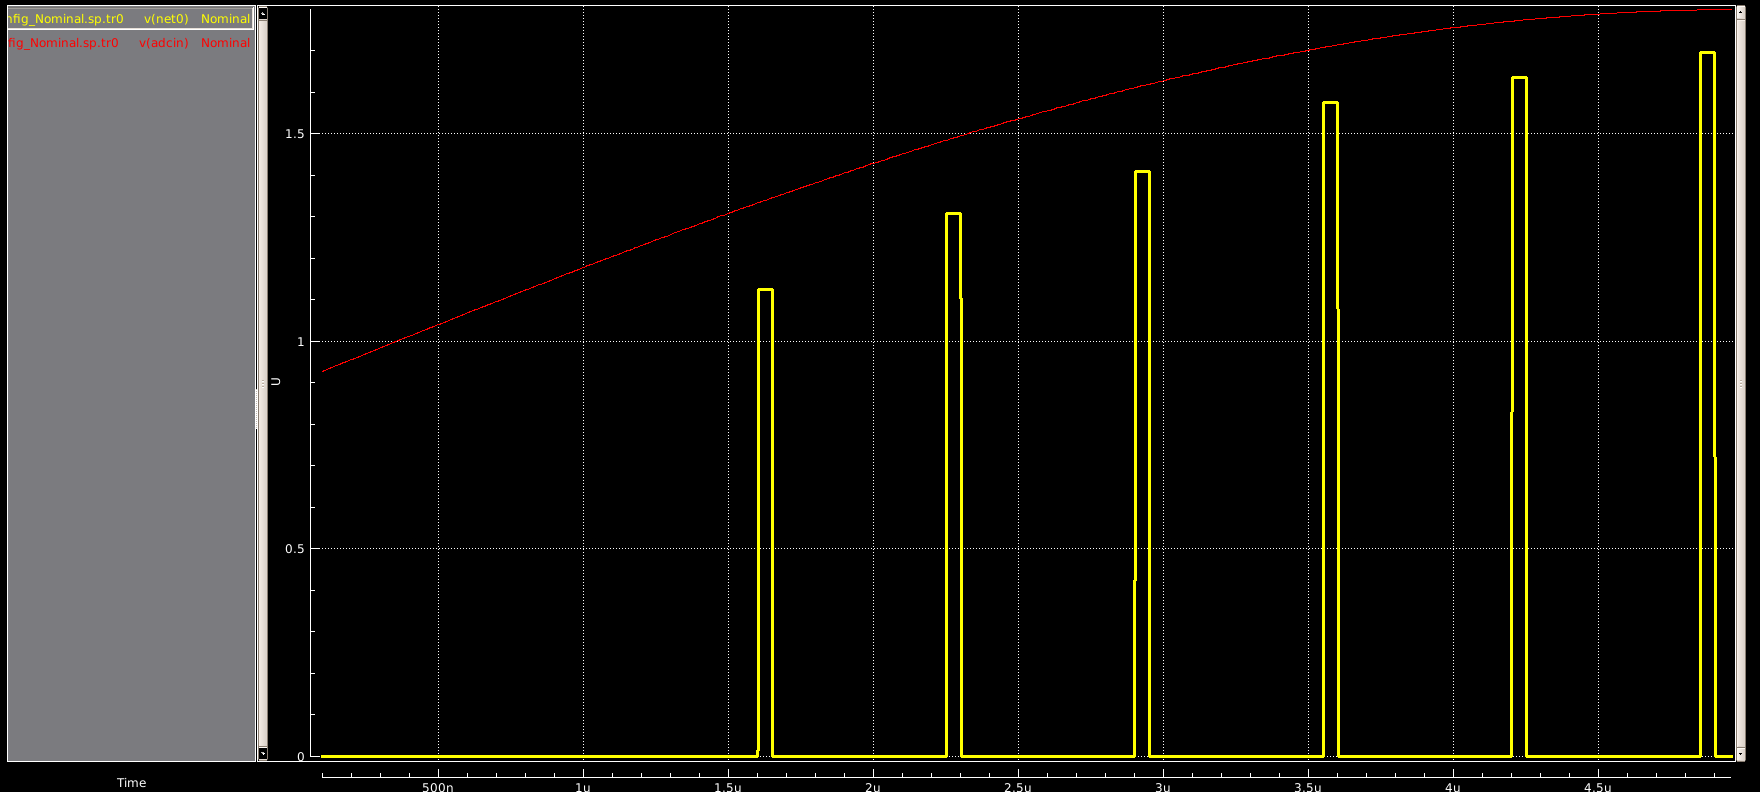 nfig_Nominal.sp.tr0 v(net0) Nominal
fig_Nominal.sp.tr0 v(adcin) Nominal
1.5
1
U
0.5
0
Time
500n 1u 1.5u 2u 2.5u 3u 3.5u 4u 4.5u